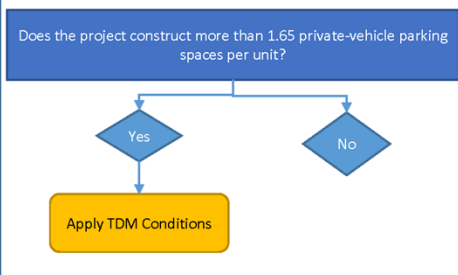 Does the project construct more than 1.65 private-vehicle parking
spaces per unit?
Yes
No
Apply TDM Conditions